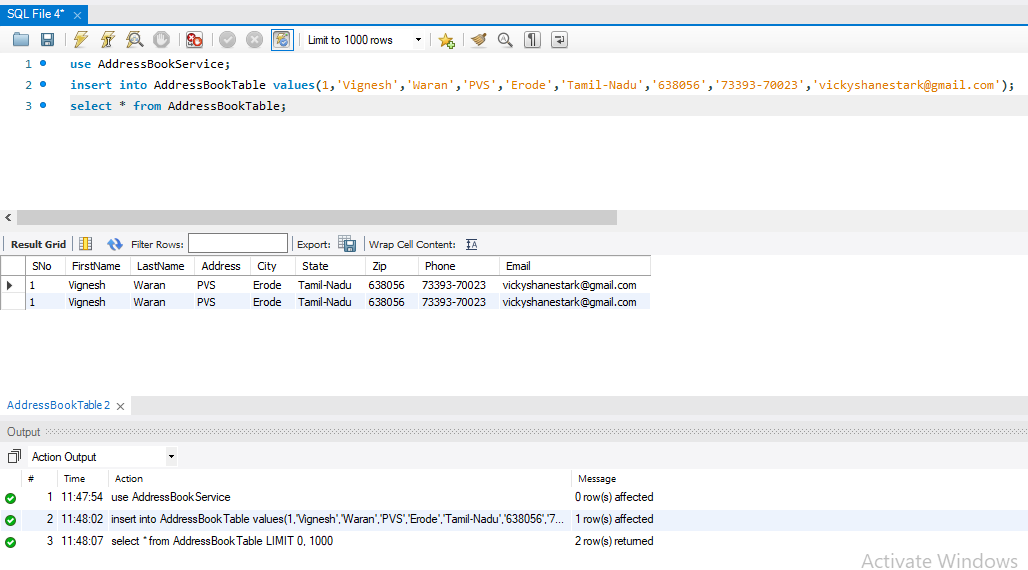 SQL File 4*
Limit to 1000 rows
1 use AddressBookService;
2 insert into AddressBookTable values(1,'Vignesh','Waran','PVS','Erode','Tamil-Nadu','638056','73393-70023','vickyshanestark@gmail.com');
3 select * from AddressBookTable;
Result Grid Filter Rows: Export: Wrap Cell Content:
SNo FirstName LastName Address City State Zip Phone Email
1 Vignesh Waran PVS Erode Tamil-Nadu 638056 73393-70023 vickyshanestark@gmail.com
1 Vignesh Waran PVS Erode Tamil-Nadu 638056 73393-70023 vickyshanestark@gmail.com
AddressBookTable 2
Output
Action Output
# Time Action Message
1 11:47:54 use AddressBookService 0 row(s) affected
2 11:48:02 insert into AddressBookTable values(1,'Vignesh','Waran','PVS','Erode','Tamil-Nadu','638056','7... 1 row(s) affected
3 11:48:07 select * from AddressBookTable LIMIT 0, 1000 2 row(s) returned
Activate Windows